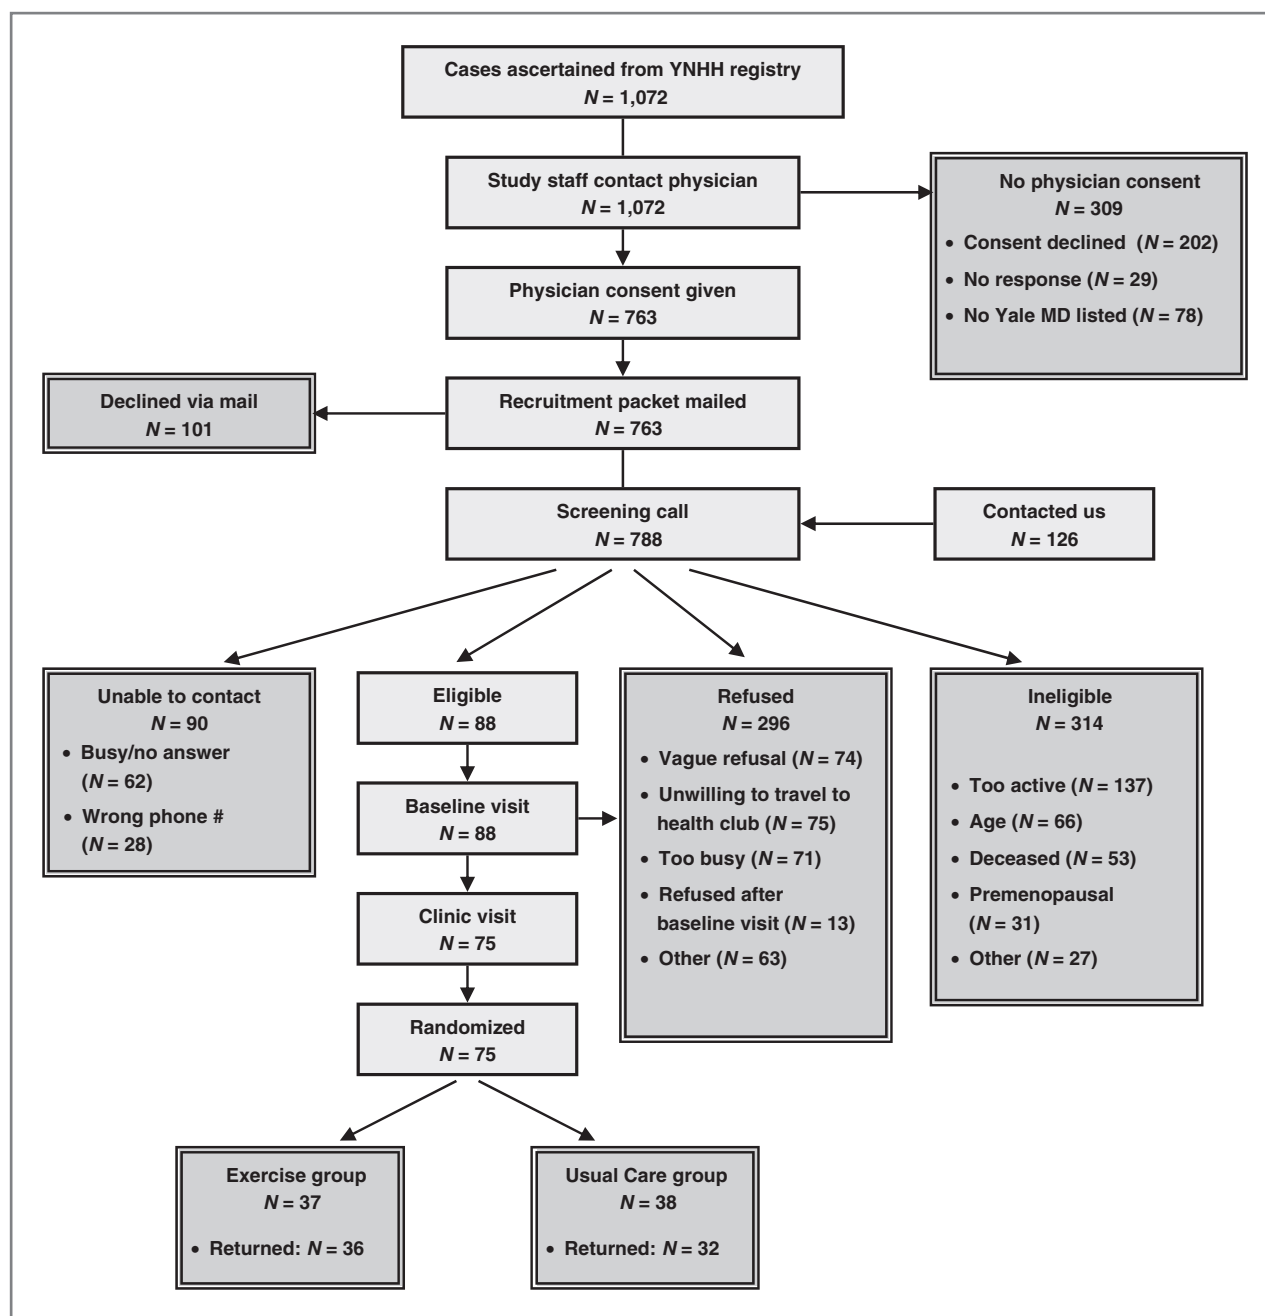 Cases ascertained from YNHH registry
N = 1,072
Study staff contact physician
N = 1,072
No physician consent
N = 309
• Consent declined (N = 202)
• No response (N = 29)
• No Yale MD listed (N = 78)
Physician consent given
N = 763
Declined via mail
N = 101
Recruitment packet mailed
N = 763
Screening call
N = 788
Contacted us
N = 126
Unable to contact
N = 90
• Busy/no answer
(N = 62)
• Wrong phone #
(N = 28)
Eligible
N = 88
Baseline visit
N = 88
Clinic visit
N = 75
Randomized
N = 75
Refused
N = 296
• Vague refusal (N = 74)
• Unwilling to travel to
health club (N = 75)
• Too busy (N = 71)
• Refused after
baseline visit (N = 13)
• Other (N = 63)
Ineligible
N = 314
• Too active (N = 137)
• Age (N = 66)
• Deceased (N = 53)
• Premenopausal
(N = 31)
• Other (N = 27)
Exercise group
N = 37
• Returned: N = 36
Usual Care group
N = 38
• Returned: N = 32